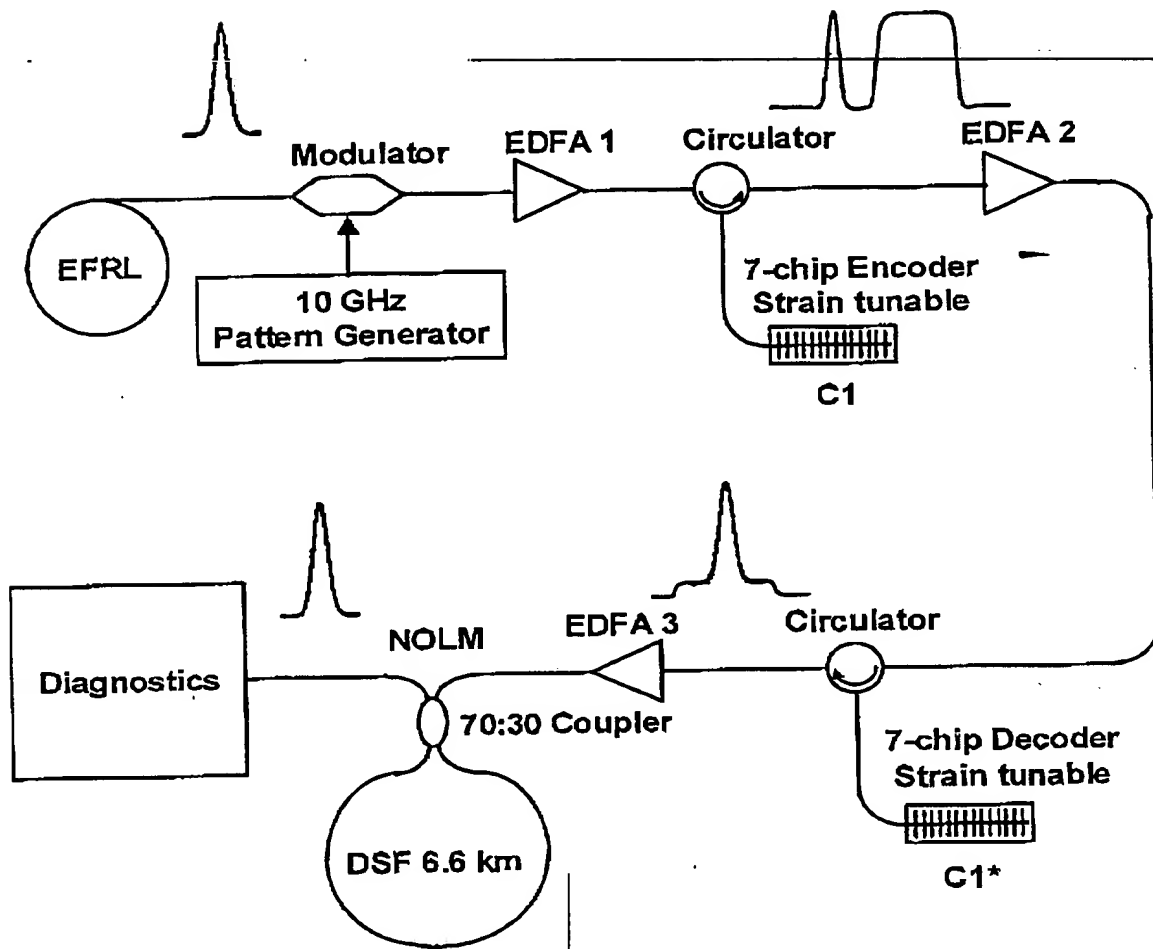 Modulator
EDFA 1
Circulator
EDFA 2
EFRL
10 GHz
Pattern Generator
7-chip Encoder
Strain tunable
C1
Diagnostics
NOLM
EDFA 3
Circulator
70:30 Coupler
7-chip Decoder
Strain tunable
DSF 6.6 km
C1*